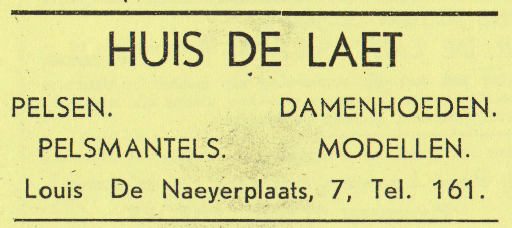 HUIS DE LAET
PELSEN. DAMENHOEDEN.
PELSMANTELS. MODELLEN.
Louis De Naeyerplaats, 7, Tel. 161.